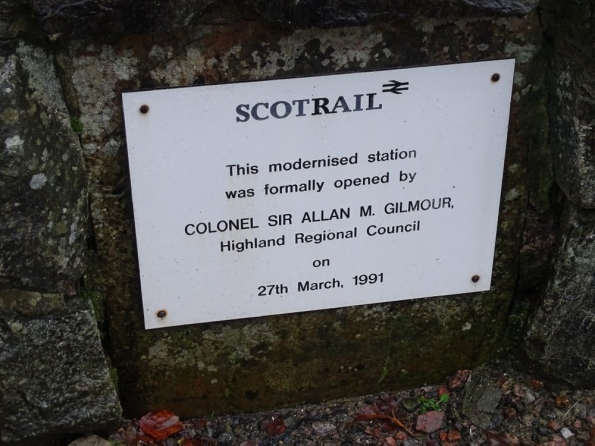 SCOTRAIL
This modernised station
was formally opened by
COLONEL SIR ALLAN M. GILMOUR,
Highland Regional Council
on
27th March, 1991